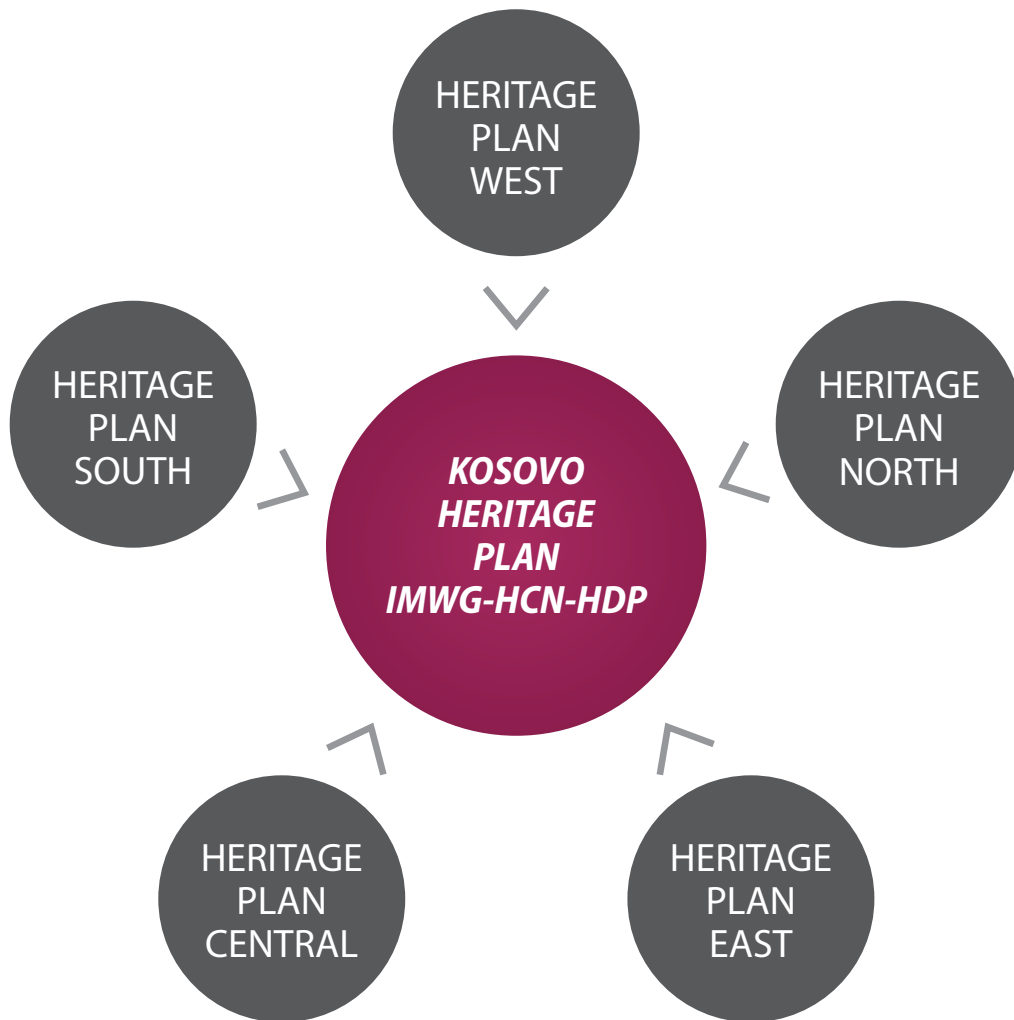 HERITAGE
PLAN
WEST
HERITAGE
PLAN
SOUTH
HERITAGE
PLAN
NORTH
KOSOVO
HERITAGE
PLAN
IMWG-HCN-HDP
HERITAGE
PLAN
CENTRAL
HERITAGE
PLAN
EAST